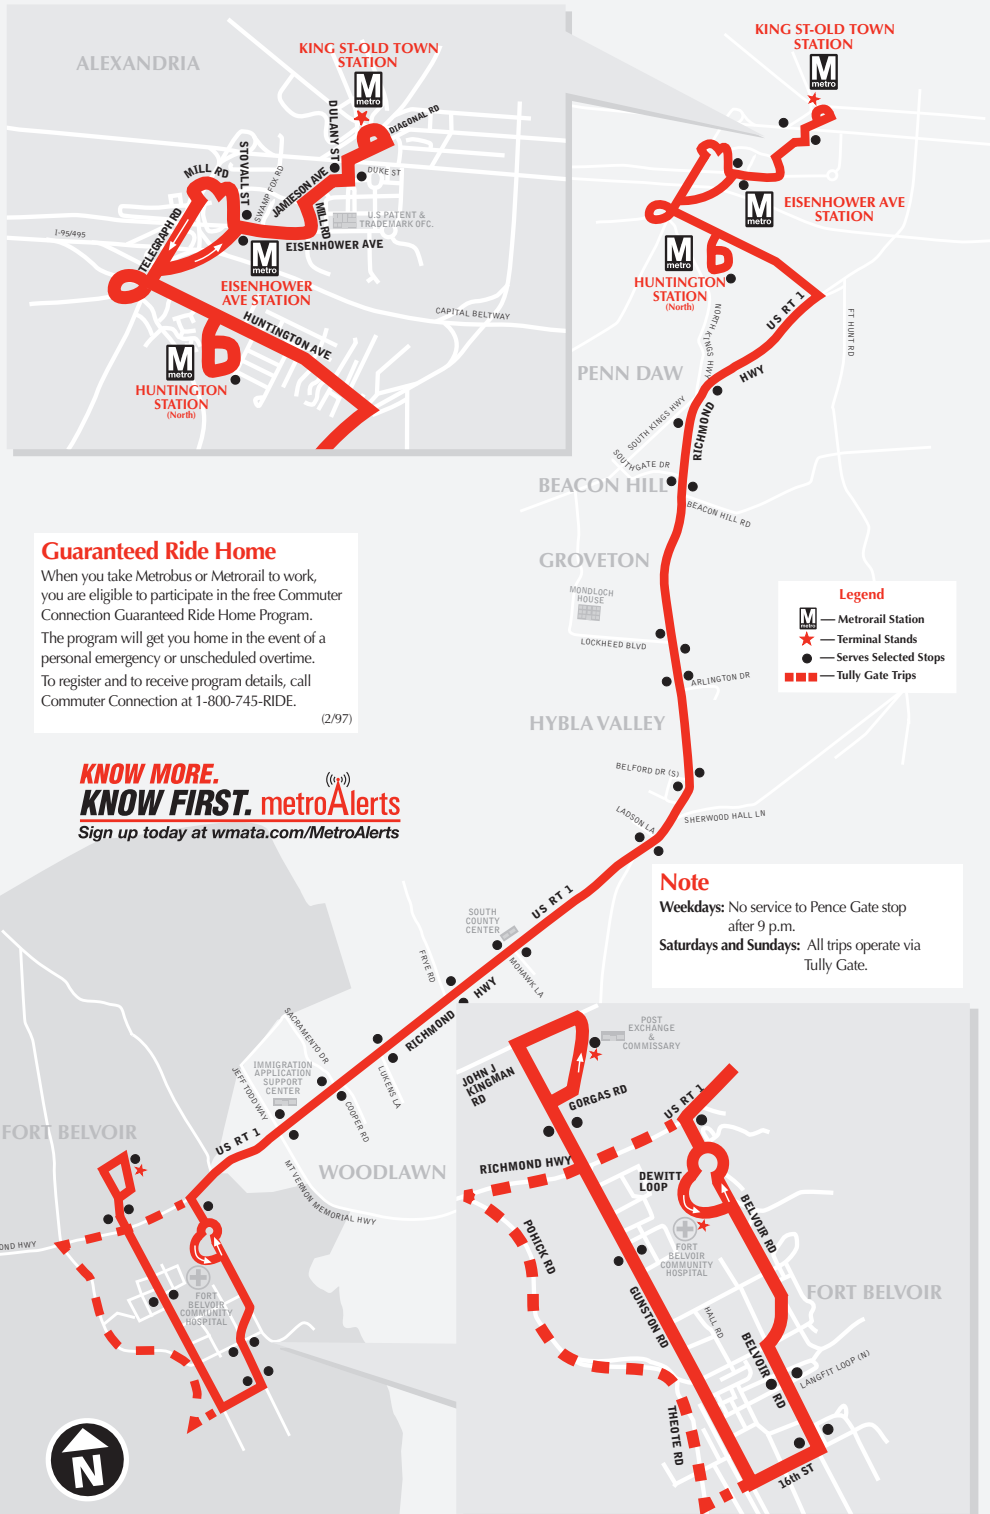 ALEXANDRIA
KING ST-OLD TOWN
STATION
M
metro
DIAGONAL RD
DULANY ST
DUKE ST
STOVALL ST
MILL RD
SWAMP FOX RD
JAMIESON AVE
MILL RD
U.S PATENT &
TRADEMARK OFC.
TELEGRAPH RD
I-95/495
EISENHOWER AVE
M
metro
EISENHOWER
AVE STATION
CAPITAL BELTWAY
HUNTINGTON AVE
M
metro
HUNTINGTON
STATION
(North)
KING ST-OLD TOWN
STATION
M
metro
EISENHOWER AVE
STATION
M
metro
M
metro
HUNTINGTON
STATION
(North)
US RT 1
NORTH KINGS HWY
FT HUNT RD
PENN DAW
HWY
RICHMOND
SOUTH KINGS HWY
SOUTHGATE DR
BEACON HILL
BEACON HILL RD
GROVETON
MONDLOCH
HOUSE
LOCKHEED BLVD
ARLINGTON DR
HYBLA VALLEY
BELFORD DR (S)
LADSON LA
SHERWOOD HALL LN
Guaranteed Ride Home
When you take Metrobus or Metrorail to work,
you are eligible to participate in the free Commuter
Connection Guaranteed Ride Home Program.
The program will get you home in the event of a
personal emergency or unscheduled overtime.
To register and to receive program details, call
Commuter Connection at 1-800-745-RIDE.
(2/97)
Legend
M
metro
— Metrorail Station
— Terminal Stands
— Serves Selected Stops
— Tully Gate Trips
KNOW MORE.
KNOW FIRST. metroAlerts
Sign up today at wmata.com/MetroAlerts
Note
Weekdays: No service to Pence Gate stop
after 9 p.m.
Saturdays and Sundays: All trips operate via
Tully Gate.
US RT 1
SOUTH
COUNTY
CENTER
FRYE RD
MOHAWK LA
HWY
RICHMOND
SACRAMENTO DR
LUKENS LA
IMMIGRATION
APPLICATION
SUPPORT
CENTER
JEFF TODD WAY
COOPER RD
US RT 1
MT VERNON MEMORIAL HWY
WOODLAWN
FORT BELVOIR
OND HWY
FORT
BELVOIR
COMMUNITY
HOSPITAL
N
POST
EXCHANGE
&
COMMISSARY
JOHN J
KINGMAN
RD
GORGAS RD
US RT 1
RICHMOND HWY
DEWITT
LOOP
BELVOIR RD
POHICK RD
FORT
BELVOIR
COMMUNITY
HOSPITAL
FORT BELVOIR
GUNSTON RD
HALL RD
BELVOIR
RD
LANGFIT LOOP (N)
THEOTE RD
16th ST